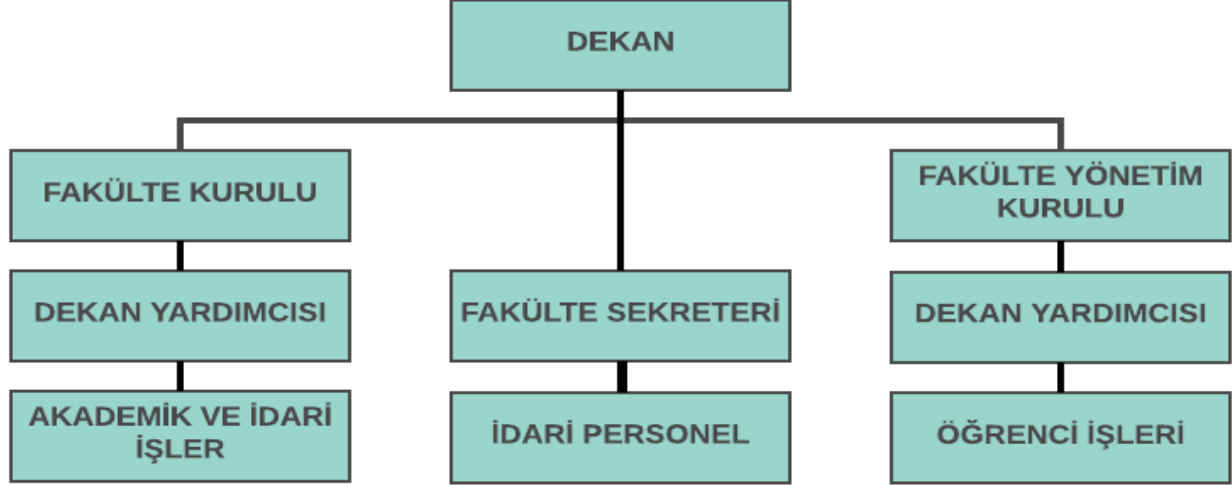 DEKAN
FAKÜLTE KURULU
FAKÜLTE YÖNETİM
KURULU
DEKAN YARDIMCISI
FAKÜLTE SEKRETERİ
DEKAN YARDIMCISI
AKADEMİK VE İDARİ
İŞLER
İDARİ PERSONEL
ÖĞRENCİ İŞLERİ